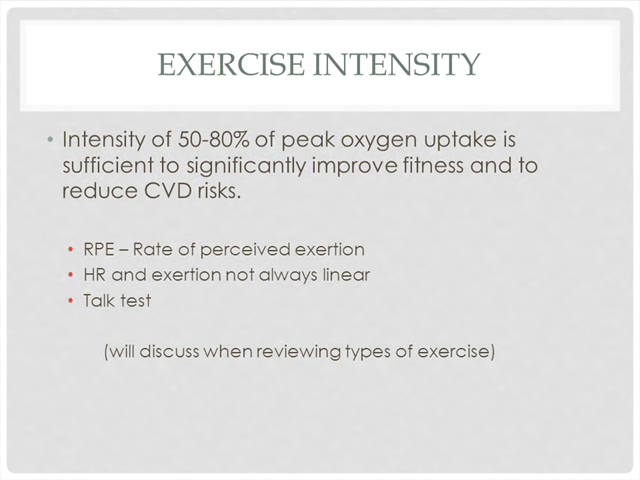 EXERCISE INTENSITY
• Intensity of 50-80% of peak oxygen uptake is
sufficient to significantly improve fitness and to
reduce CVD risks.
• RPE – Rate of perceived exertion
• HR and exertion not always linear
• Talk test
(will discuss when reviewing types of exercise)